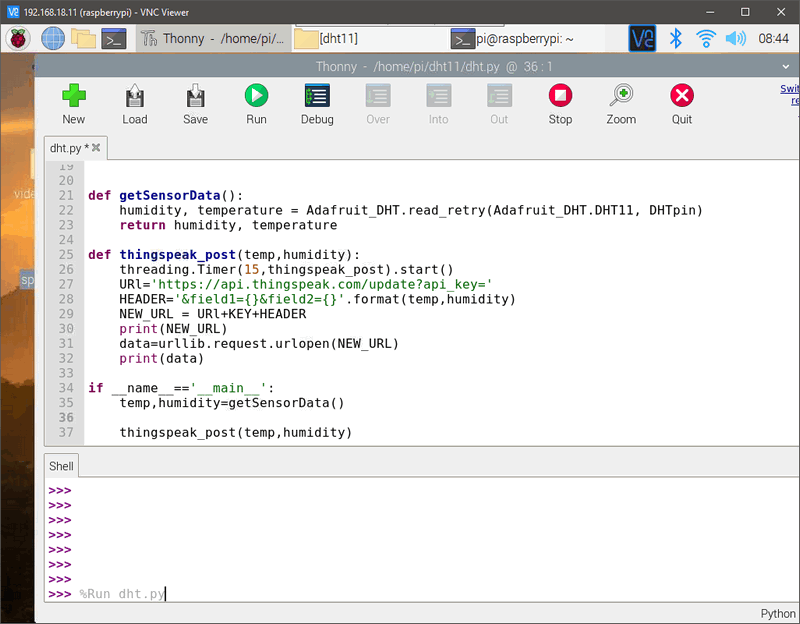 192.168.18.11 (raspberrypi) - VNC Viewer
Thonny - /home/pi/... [dht11] pi@raspberrypi: ~ 08:44
Thonny - /home/pi/dht11/dht.py @ 36 : 1
New Load Save Run Debug Over Into Out Stop Zoom Quit
dht.py *
19
20
21 def getSensorData():
22 humidity, temperature = Adafruit_DHT.read_retry(Adafruit_DHT.DHT11, DHTpin)
23 return humidity, temperature
24
25 def thingspeak_post(temp,humidity):
26 threading.Timer(15,thingspeak_post).start()
27 URl='https://api.thingspeak.com/update?api_key='
28 HEADER='&field1={}&field2={}'.format(temp,humidity)
29 NEW_URL = URl+KEY+HEADER
30 print(NEW_URL)
31 data=urllib.request.urlopen(NEW_URL)
32 print(data)
33
34 if __name__=='__main__':
35 temp,humidity=getSensorData()
36
37 thingspeak_post(temp,humidity)
Shell
>>>
>>>
>>>
>>>
>>>
>>>
>>>
>>> %Run dht.py
Python